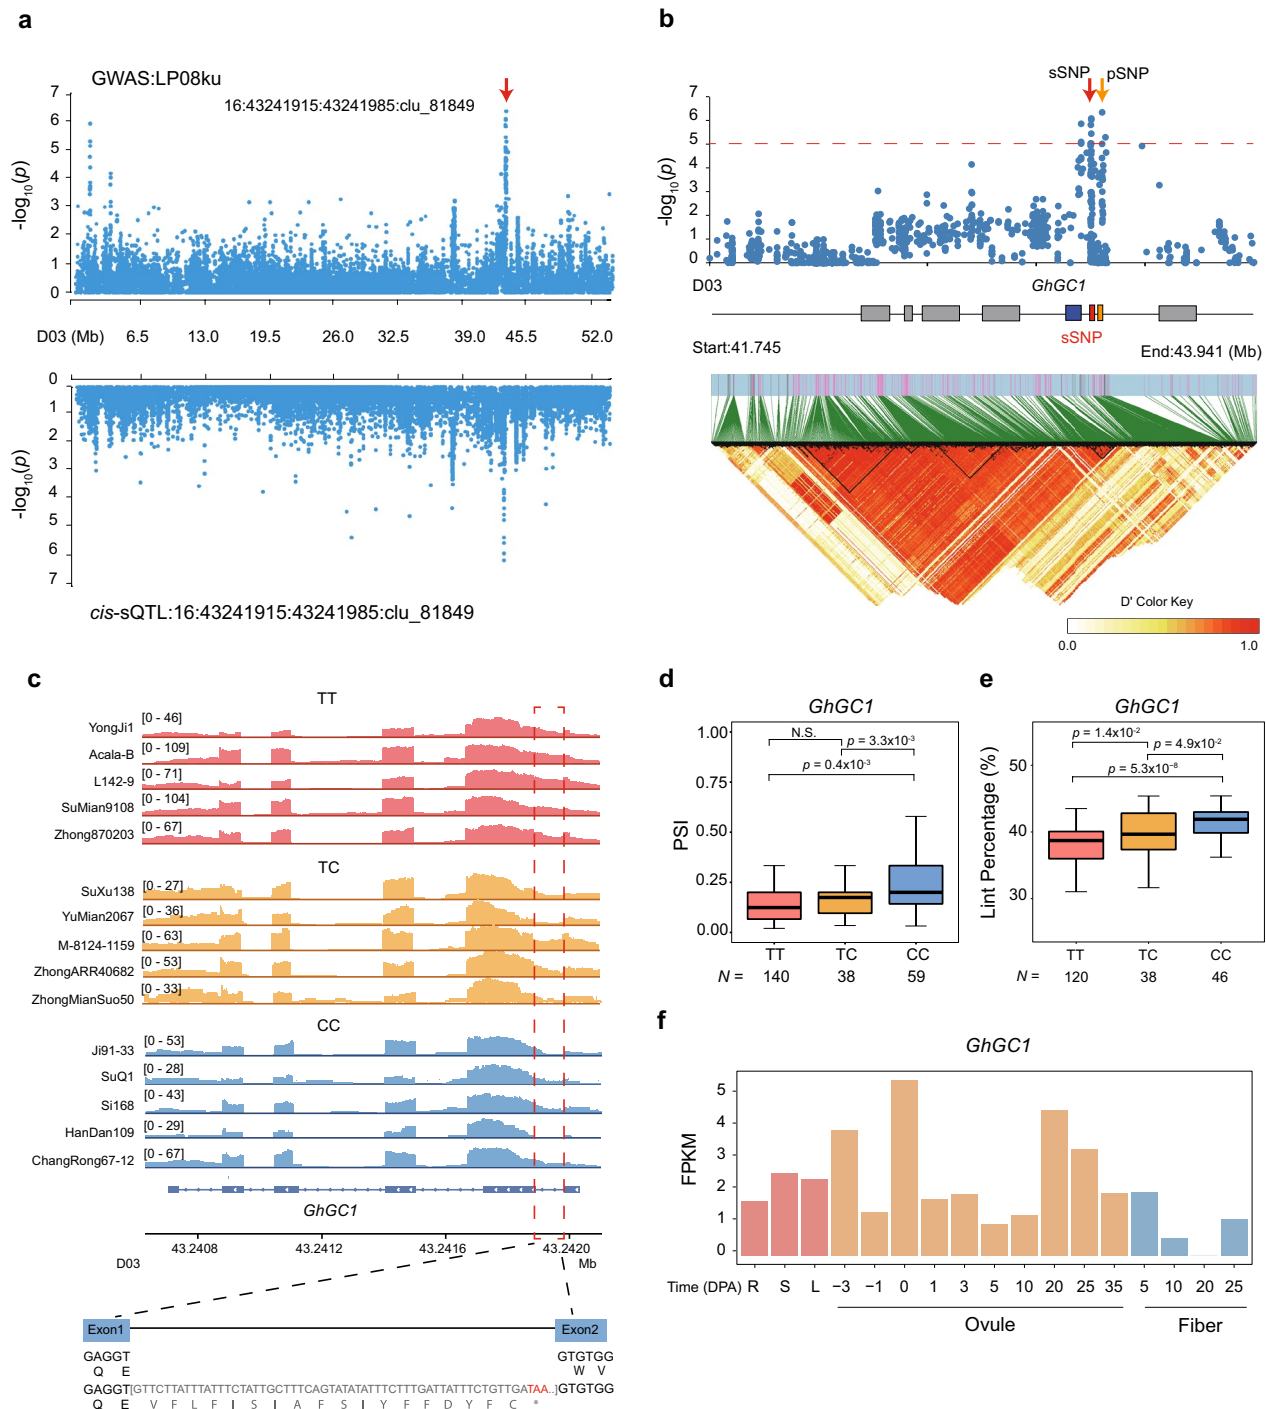 a
GWAS:LP08ku
16:43241915:43241985:clu_81849
-log10(p)
7
6
5
4
3
2
1
0
D03 (Mb) 6.5 13.0 19.5 26.0 32.5 39.0 45.5 52.0
0
1
2
3
4
5
6
7
-log10(p)
cis-sQTL:16:43241915:43241985:clu_81849
b
sSNP pSNP
-log10(p)
7
6
5
4
3
2
1
0
D03 GhGC1
sSNP
Start:41.745 End:43.941 (Mb)
D' Color Key
0.0 1.0
c
TT
YongJi1 [0 - 46]
Acala-B [0 - 109]
L142-9 [0 - 71]
SuMian9108 [0 - 104]
Zhong870203 [0 - 67]
TC
SuXu138 [0 - 27]
YuMian2067 [0 - 36]
M-8124-1159 [0 - 63]
ZhongARR40682 [0 - 53]
ZhongMianSuo50 [0 - 33]
CC
Ji91-33 [0 - 53]
SuQ1 [0 - 28]
Si168 [0 - 43]
HanDan109 [0 - 29]
ChangRong67-12 [0 - 67]
GhGC1
43.2408 43.2412 43.2416 43.2420
D03 Mb
Exon1 Exon2
GAGGT GTGTGG
Q E W V
GAGGT[GTTCTTATTTATTTCTATTGCTTTCAGTATATATTTCTTTGATTATTTCTGTTGATAA..]GTGTGG
Q E V F L F I S I A F S I Y F F D Y F C *
d
GhGC1
PSI
1.00
0.75
0.50
0.25
0.00
N.S.
p = 3.3x10-3
p = 0.4x10-3
TT TC CC
N = 140 38 59
e
GhGC1
Lint Percentage (%)
50
40
30
p = 1.4x10-2
p = 4.9x10-2
p = 5.3x10-8
TT TC CC
N = 120 38 46
f
GhGC1
FPKM
5
4
3
2
1
0
Time (DPA) R S L −3 −1 0 1 3 5 10 20 25 35 5 10 20 25
Ovule Fiber